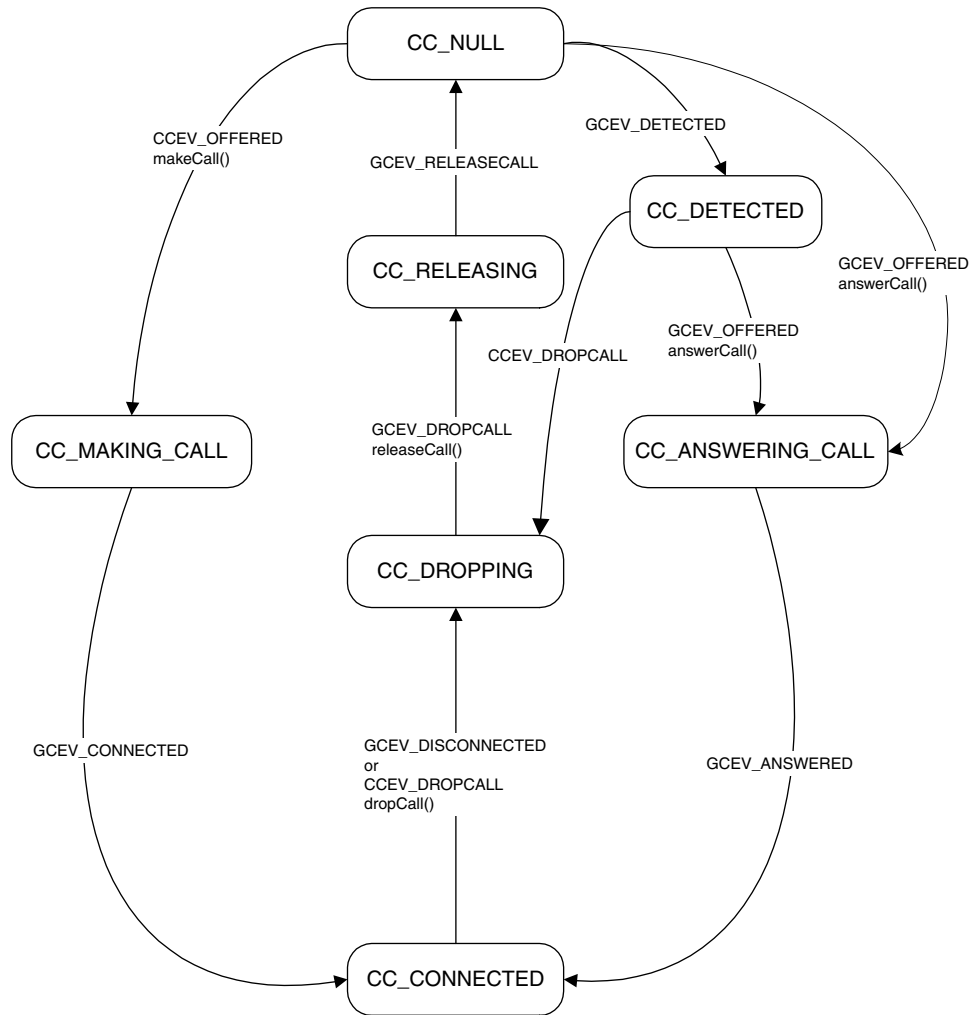 CC_NULL
CCEV_OFFERED
makeCall()
GCEV_DETECTED
GCEV_RELEASECALL
CC_DETECTED
CC_RELEASING
GCEV_OFFERED
answerCall()
GCEV_OFFERED
answerCall()
CCEV_DROPCALL
GCEV_DROPCALL
releaseCall()
CC_MAKING_CALL
CC_ANSWERING_CALL
CC_DROPPING
GCEV_CONNECTED
GCEV_DISCONNECTED
or
CCEV_DROPCALL
dropCall()
GCEV_ANSWERED
CC_CONNECTED